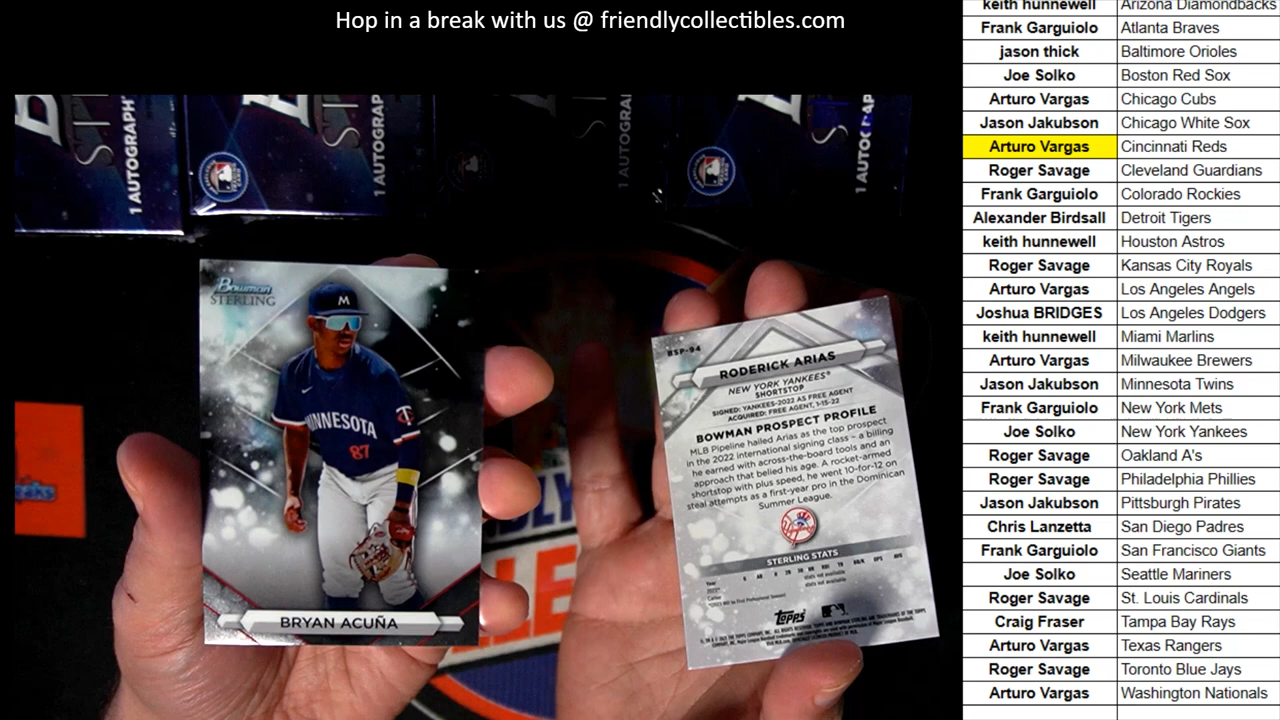 Hop in a break with us @ friendlycollectibles.com
keith hunnewell Arizona Diamondbacks
Frank Garguiolo Atlanta Braves
jason thick Baltimore Orioles
Joe Solko Boston Red Sox
Arturo Vargas Chicago Cubs
Jason Jakubson Chicago White Sox
Arturo Vargas Cincinnati Reds
Roger Savage Cleveland Guardians
Frank Garguiolo Colorado Rockies
Alexander Birdsall Detroit Tigers
keith hunnewell Houston Astros
Roger Savage Kansas City Royals
Arturo Vargas Los Angeles Angels
Joshua BRIDGES Los Angeles Dodgers
keith hunnewell Miami Marlins
Arturo Vargas Milwaukee Brewers
Jason Jakubson Minnesota Twins
Frank Garguiolo New York Mets
Joe Solko New York Yankees
Roger Savage Oakland A's
Roger Savage Philadelphia Phillies
Jason Jakubson Pittsburgh Pirates
Chris Lanzetta San Diego Padres
Frank Garguiolo San Francisco Giants
Joe Solko Seattle Mariners
Roger Savage St. Louis Cardinals
Craig Fraser Tampa Bay Rays
Arturo Vargas Texas Rangers
Roger Savage Toronto Blue Jays
Arturo Vargas Washington Nationals
1 AUTOGRAPH
1 AUTOGRAP
1 AUTOGRA
Bowman
STERLING
M
MINNESOTA
87
BRYAN ACUÑA
BSP-94
RODERICK ARIAS
NEW YORK YANKEES®
SHORTSTOP
SIGNED: YANKEES-2022 AS FREE AGENT
ACQUIRED: FREE AGENT, 1-15-22
BOWMAN PROSPECT PROFILE
MLB Pipeline hailed Arias as the top prospect
in the 2022 international signing class – a billing
he earned with across-the-board tools and an
approach that belied his age. A rocket-armed
shortstop with plus speed, he went 10-for-12 on
steal attempts as a first-year pro in the Dominican
Summer League.
STERLING STATS
stats not available
stats not available
Topps